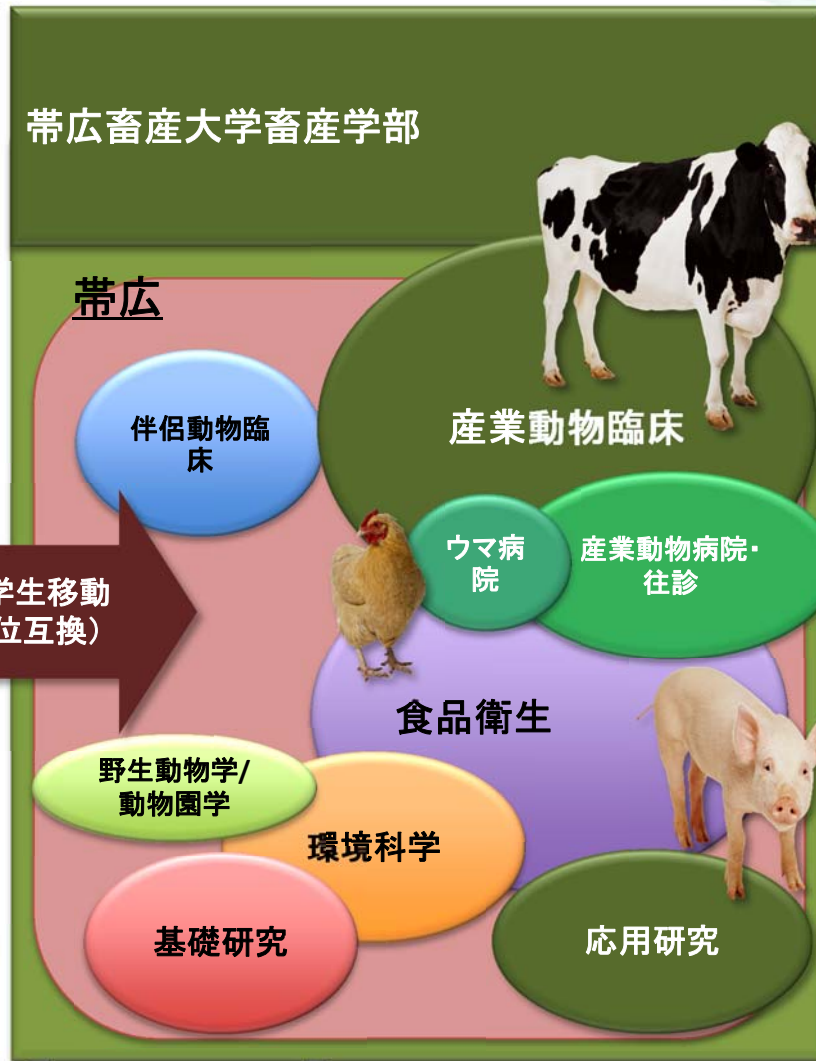 帯広畜産大学畜産学部
帯広
伴侶動物臨
床
産業動物臨床
ウマ病
院
産業動物病院・
往診
学生移動
位互換）
食品衛生
野生動物学/
動物園学
環境科学
基礎研究
応用研究